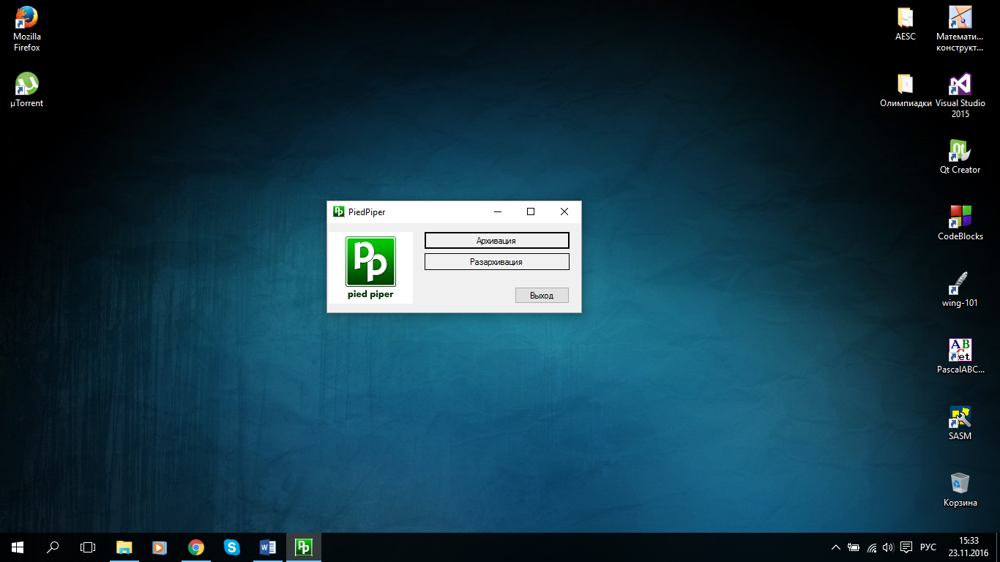 Mozilla
Firefox
µTorrent
AESC
Математи...
конструкт...
Олимпиадки
Visual Studio
2015
Qt Creator
CodeBlocks
wing-101
PascalABC...
SASM
Корзина
PiedPiper
pied piper
Архивация
Разархивация
Выход
РУС
15:33
23.11.2016